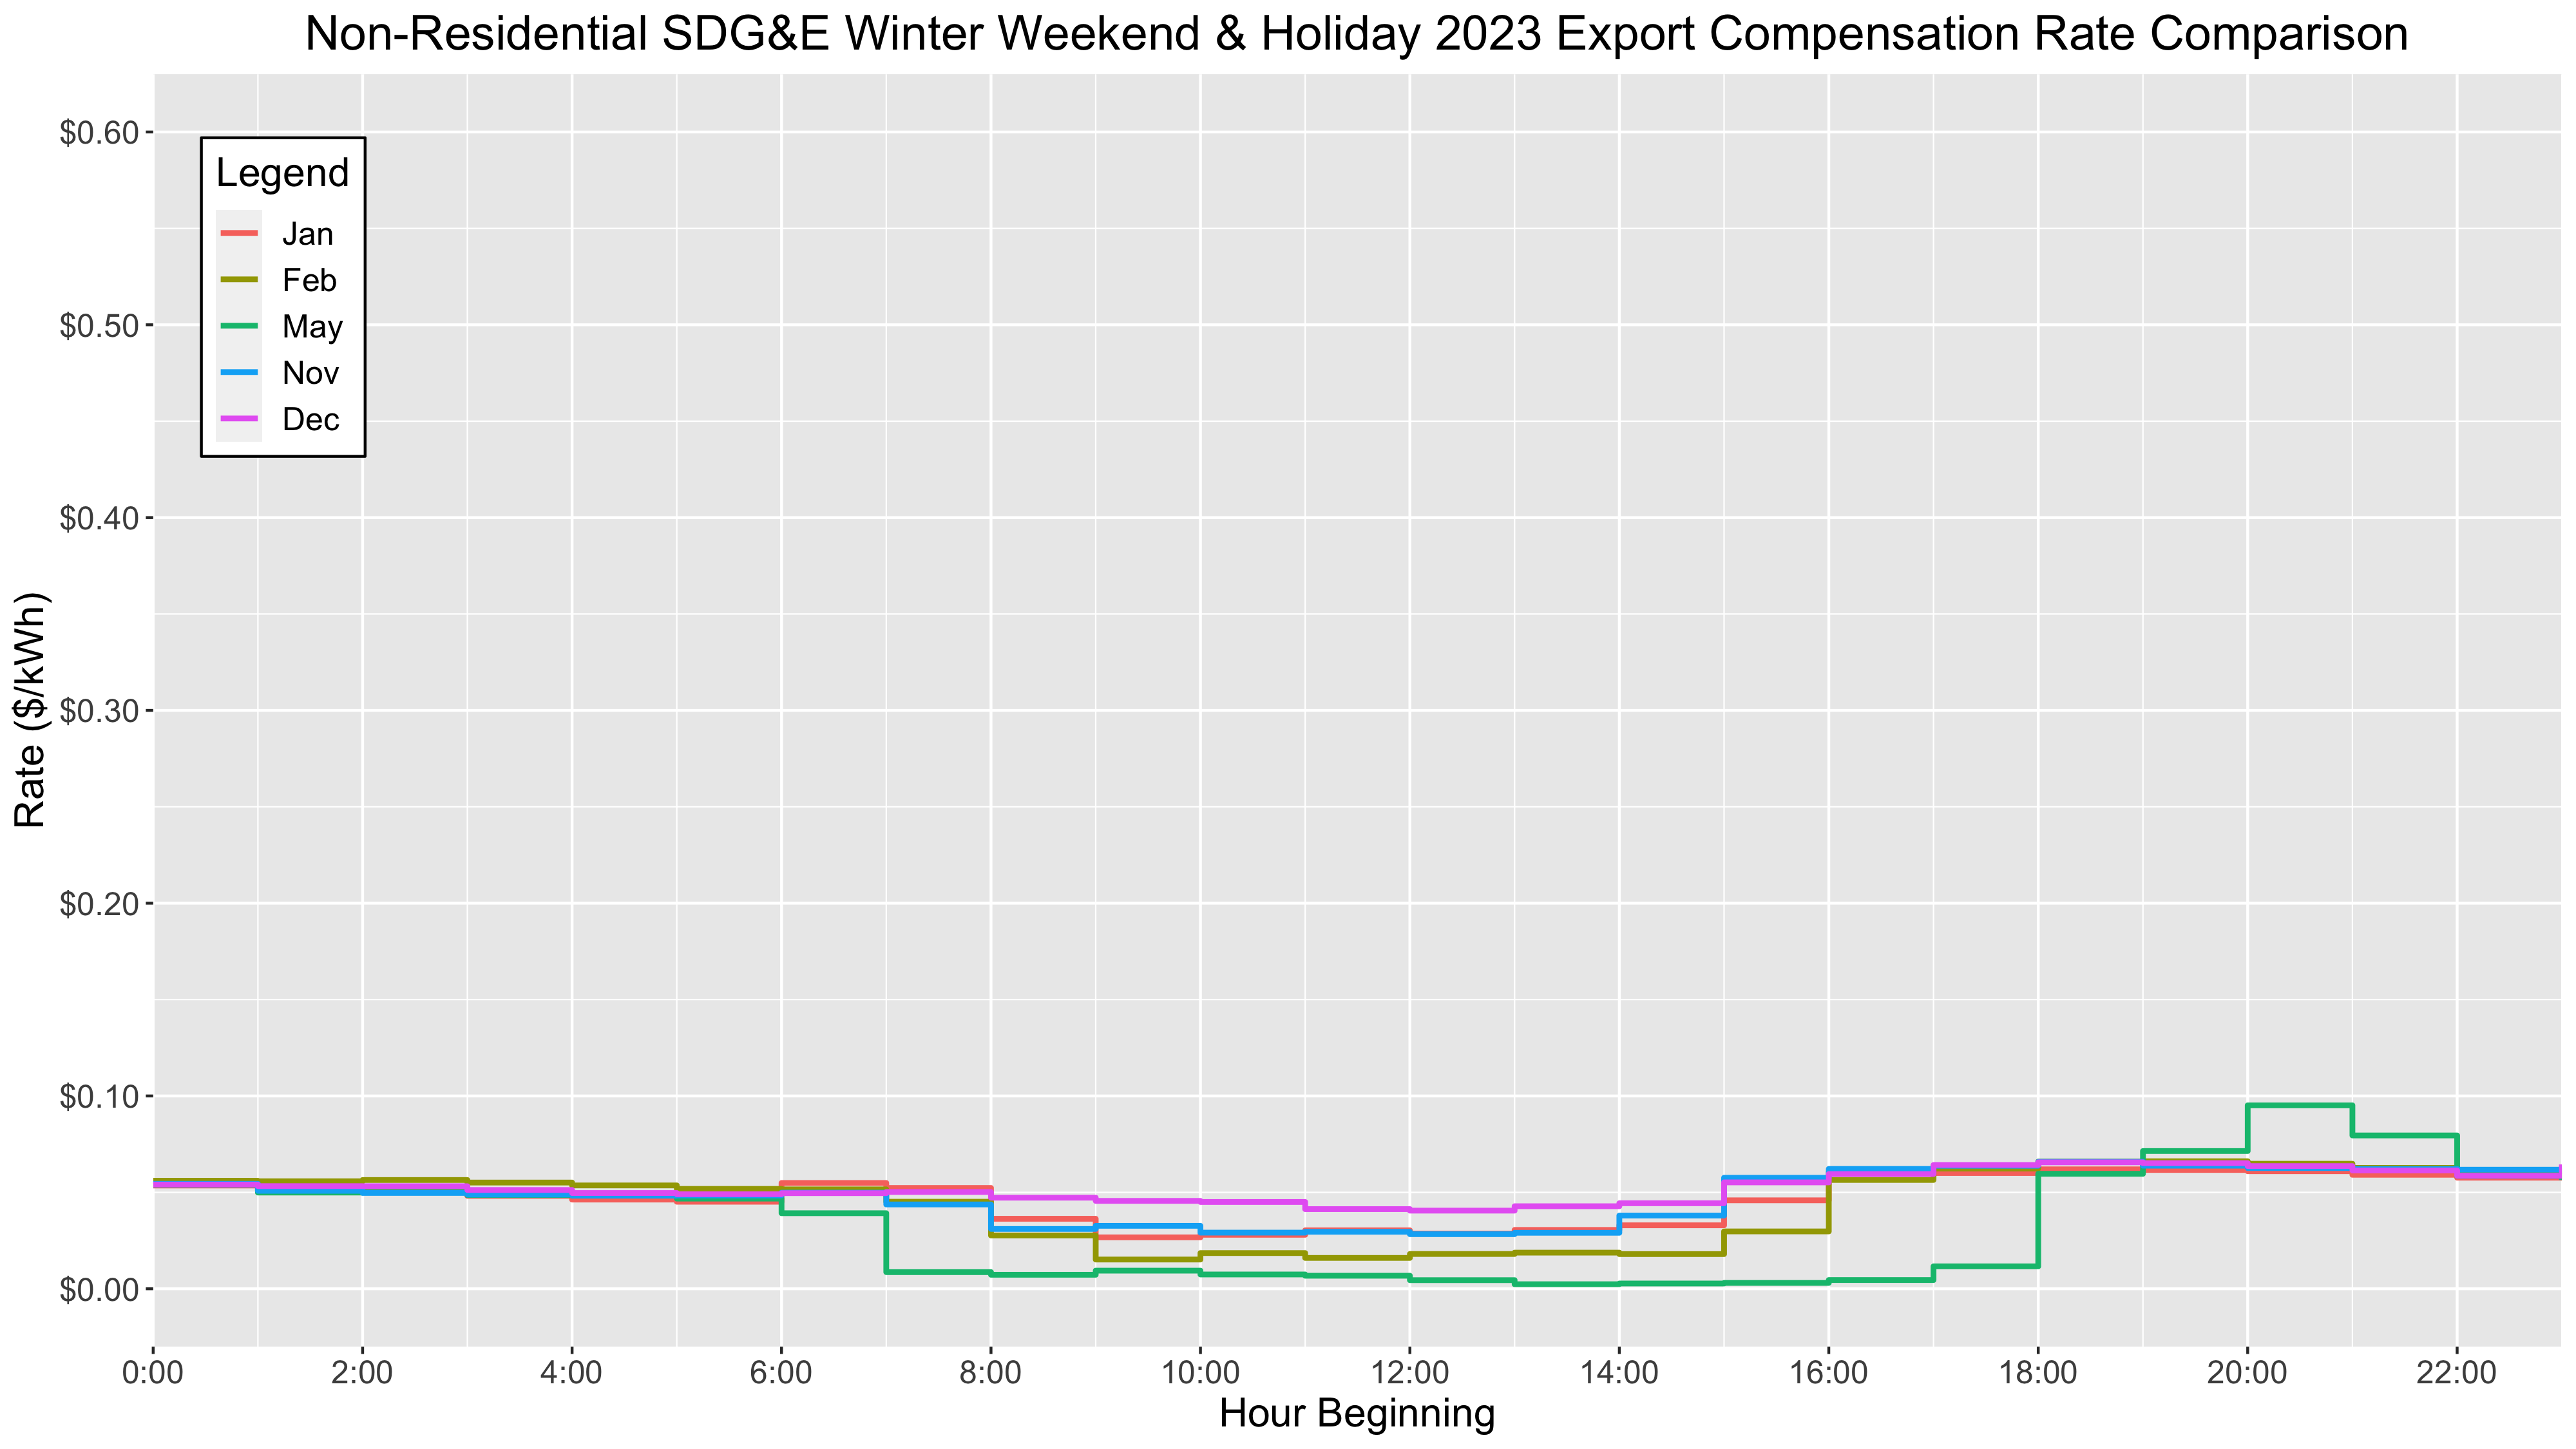 Non-Residential SDG&E Winter Weekend & Holiday 2023 Export Compensation Rate Comparison
$0.60
$0.50
$0.40
$0.30
$0.20
$0.10
$0.00
Rate ($/kWh)
Legend
Jan
Feb
May
Nov
Dec
0:00 2:00 4:00 6:00 8:00 10:00 12:00 14:00 16:00 18:00 20:00 22:00
Hour Beginning